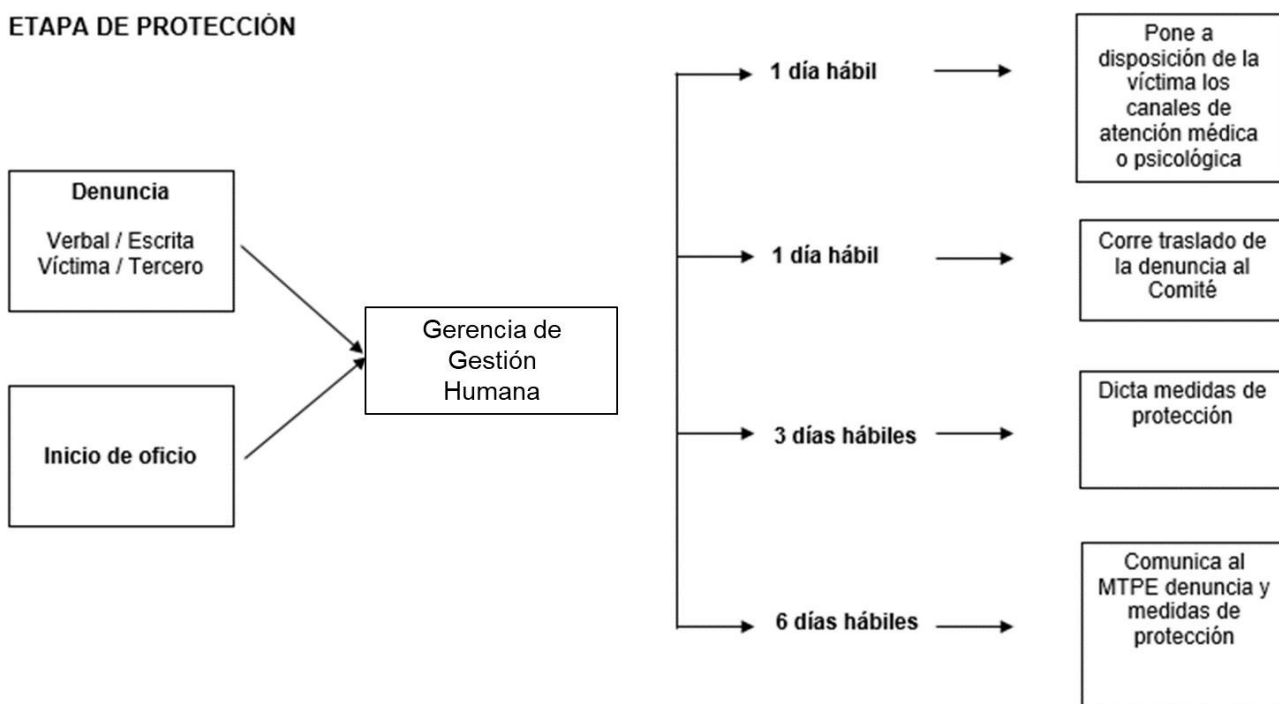 ETAPA DE PROTECCIÓN
Denuncia
Verbal / Escrita
Víctima / Tercero
Inicio de oficio
Gerencia de
Gestión
Humana
1 día hábil
Pone a
disposición de la
víctima los
canales de
atención médica
o psicológica
1 día hábil
Corre traslado de
la denuncia al
Comité
3 días hábiles
Dicta medidas de
protección
6 días hábiles
Comunica al
MTPE denuncia y
medidas de
protección